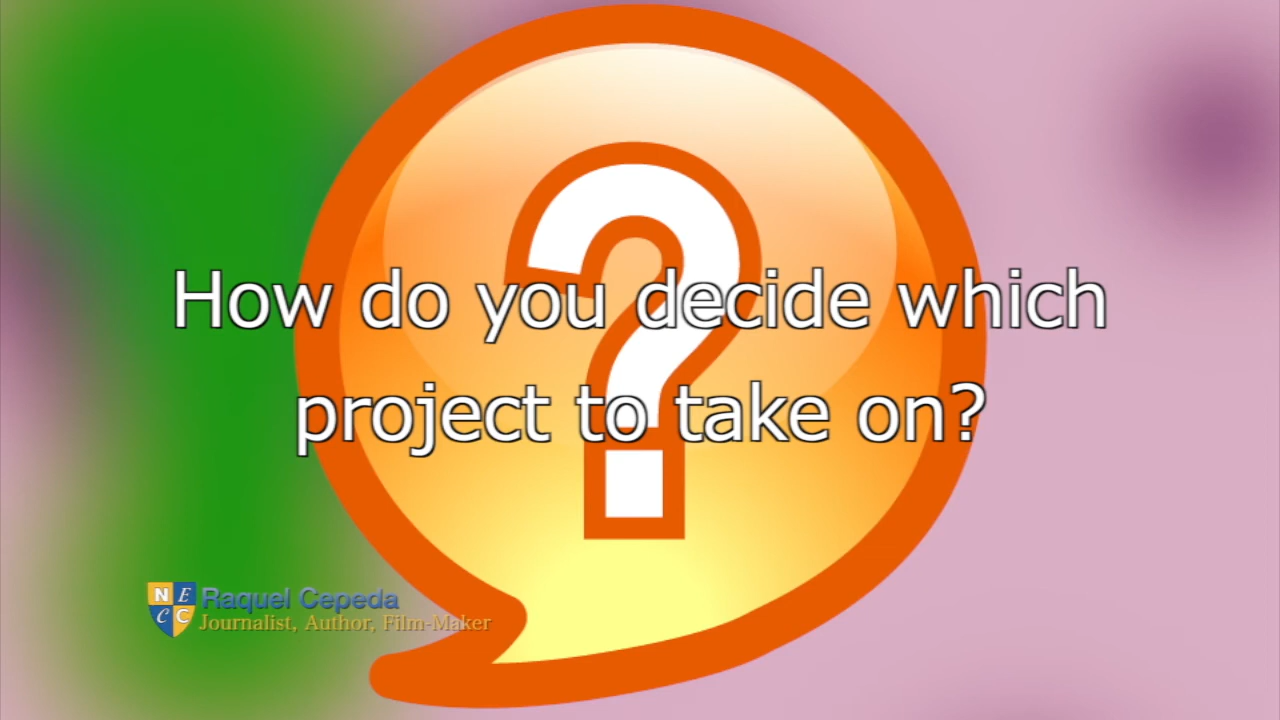 How do you decide which
project to take on?
N E
C C
Raquel Cepeda
Journalist, Author, Film-Maker